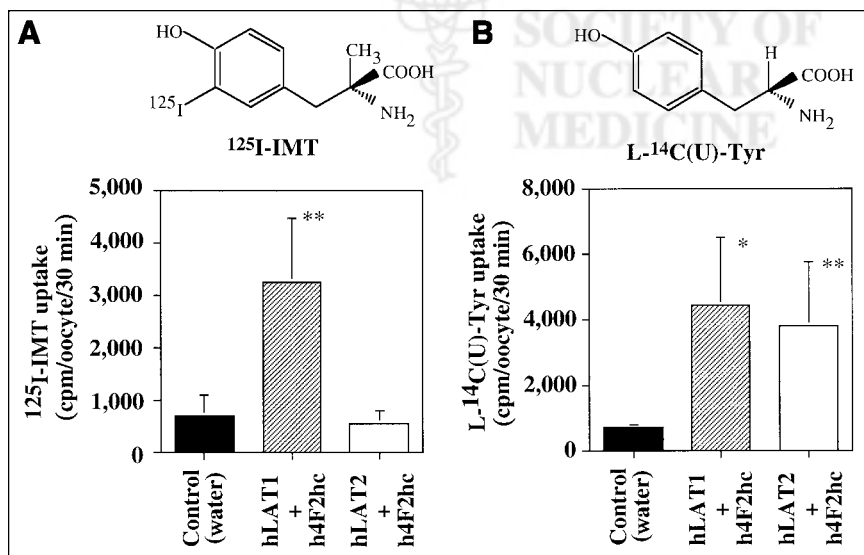 A
HO
CH₃
COOH
¹²⁵I
NH₂
¹²⁵I-IMT
5,000
4,000
3,000
2,000
1,000
0
¹²⁵I-IMT uptake
(cpm/oocyte/30 min)
**
Control
(water)
hLAT1
+
h4F2hc
hLAT2
+
h4F2hc
B
SOCIETY OF
NUCLEAR
MEDICINE
HO
H
COOH
NH₂
L-¹⁴C(U)-Tyr
8,000
6,000
4,000
2,000
0
L-¹⁴C(U)-Tyr uptake
(cpm/oocyte/30 min)
*
**
Control
(water)
hLAT1
+
h4F2hc
hLAT2
+
h4F2hc